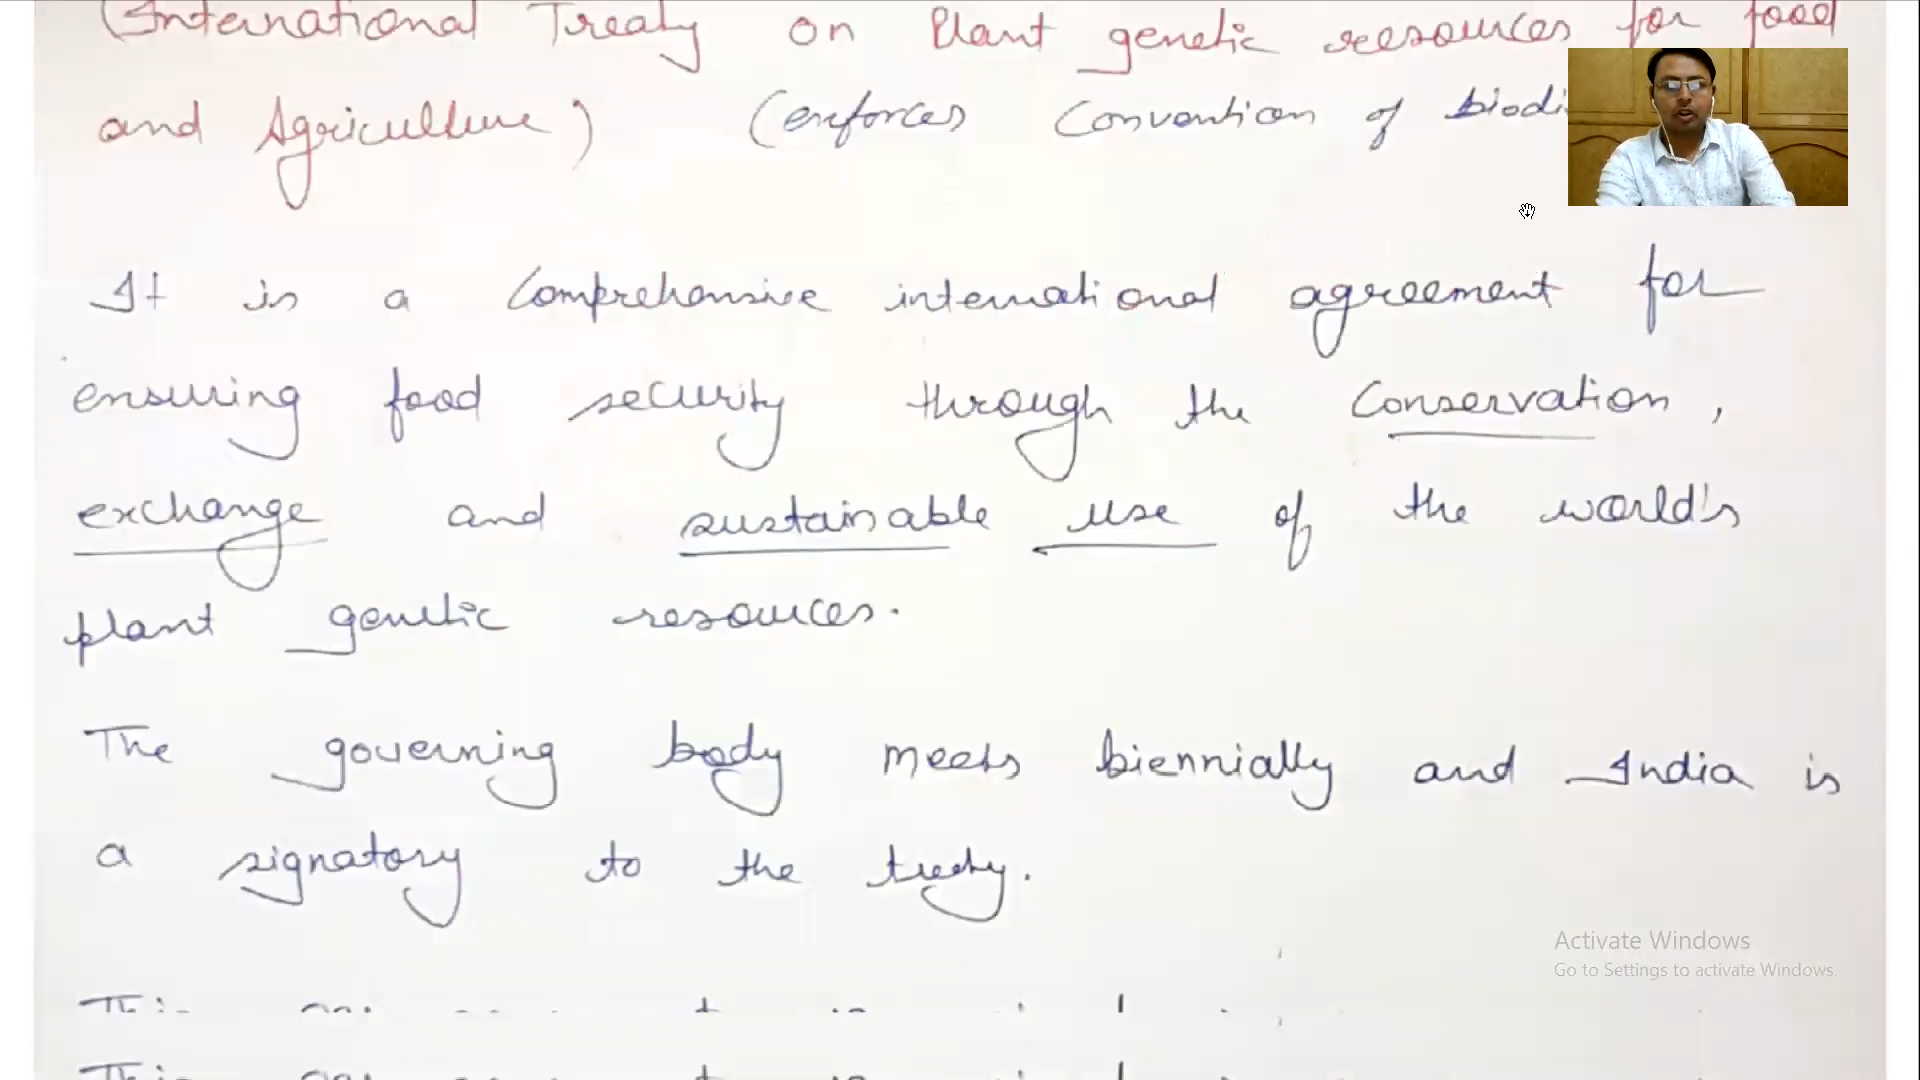 (International Treaty on Plant genetic resources for food
and Agriculture) (enforces Convention of biodi
It is a Comprehensive international agreement for
ensuring food security through the Conservation,
exchange and sustainable use of the world's
plant genetic resources.
The governing body meets biennially and India is
a signatory to the treaty.
Activate Windows
Go to Settings to activate Windows